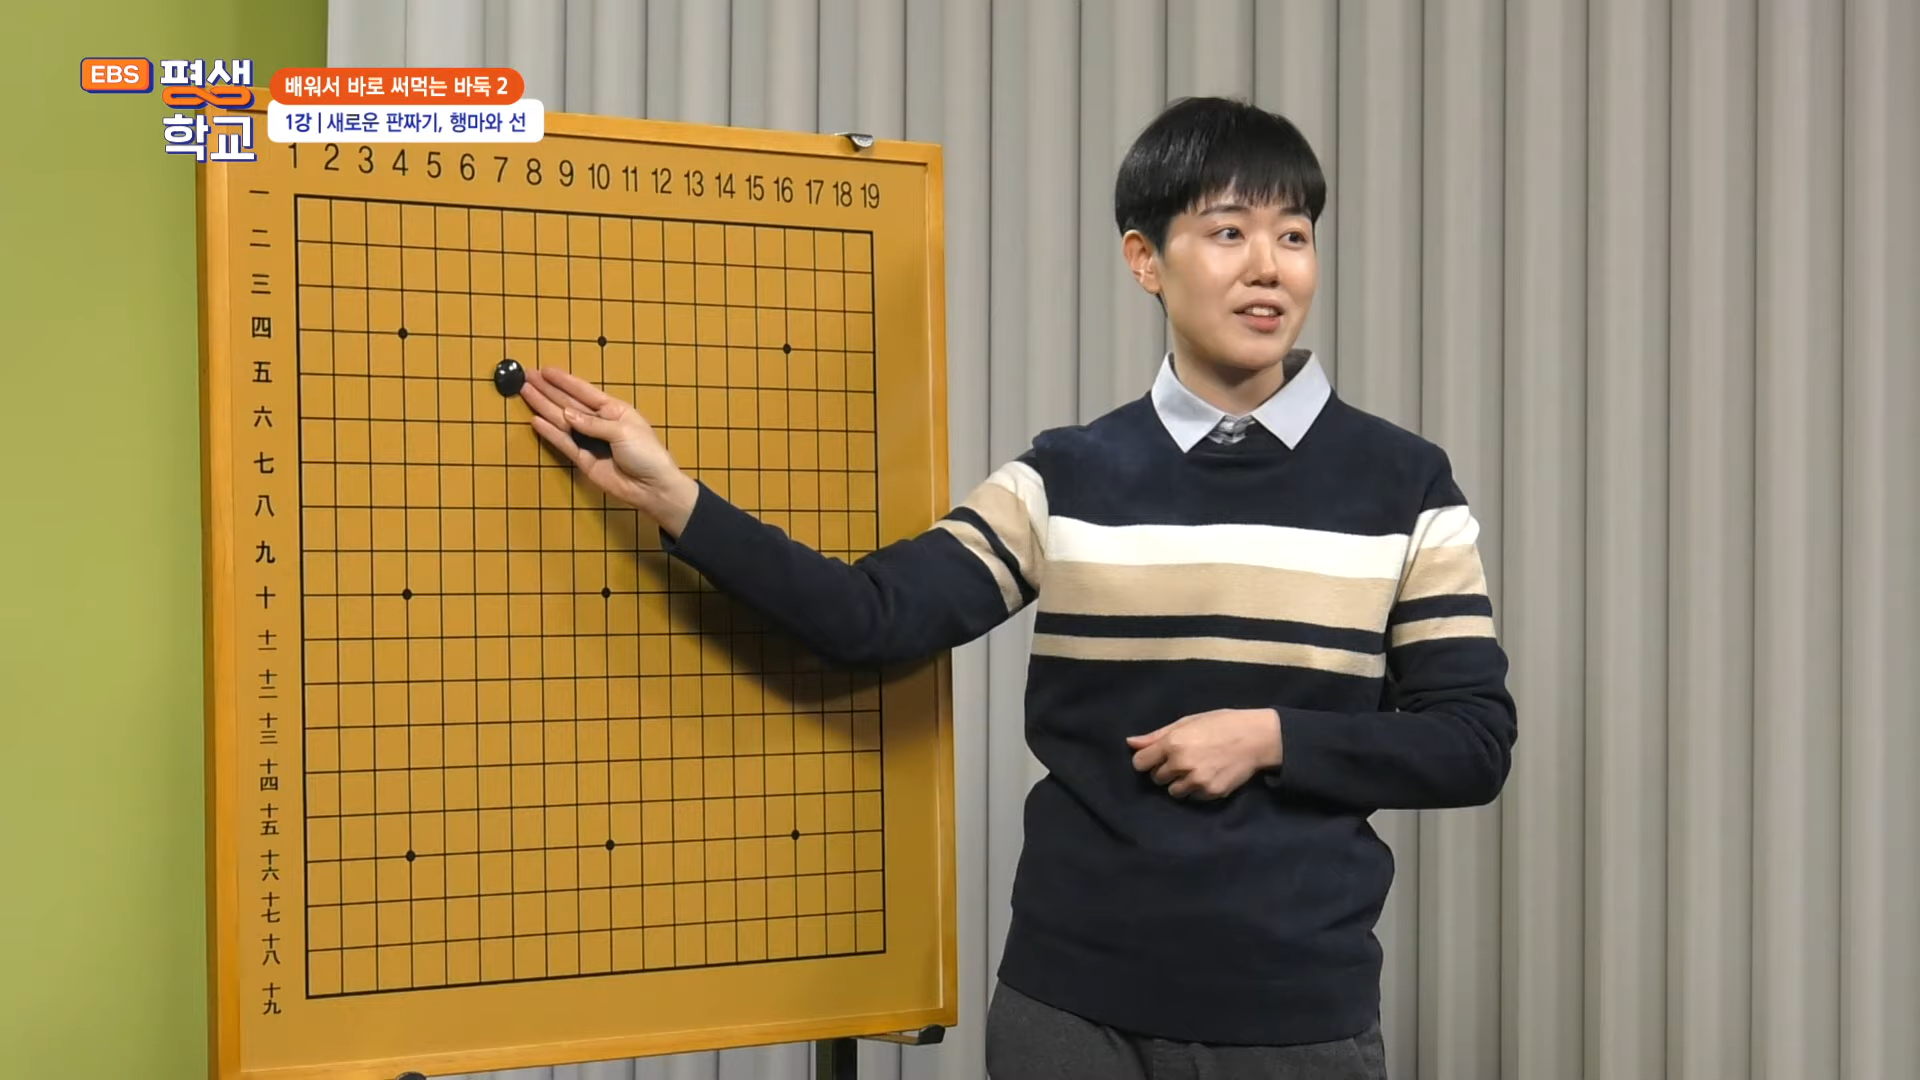 EBS 평생
학교
배워서 바로 써먹는 바둑 2
1강 | 새로운 판짜기, 행마와 선
1 2 3 4 5 6 7 8 9 10 11 12 13 14 15 16 17 18 19
一
二
三
四
五
六
七
八
九
十
十一
十二
十三
十四
十五
十六
十七
十八
十九